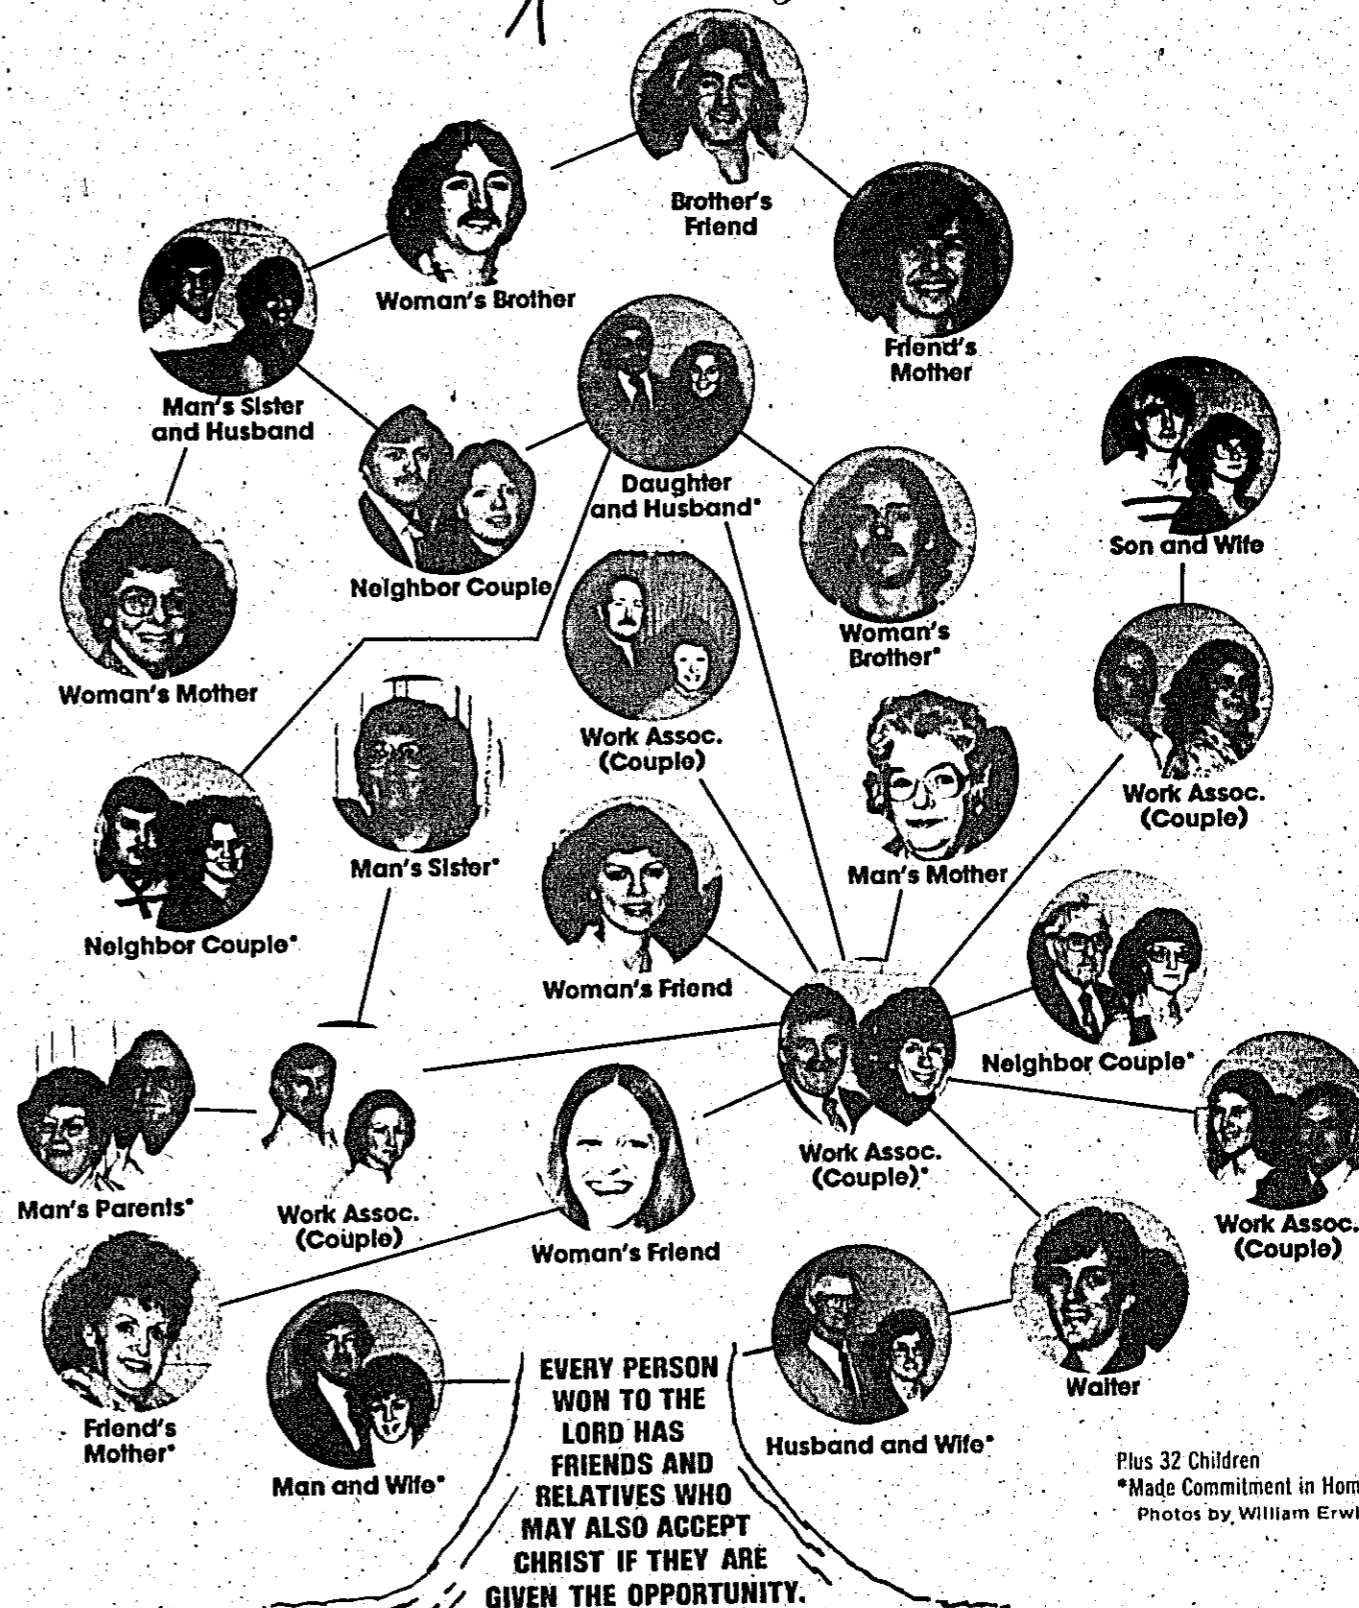 Brother's
Friend
Woman's Brother
Friend's
Mother
Man's Sister
and Husband
Daughter
and Husband*
Neighbor Couple
Son and Wife
Woman's
Brother*
Woman's Mother
Work Assoc.
(Couple)
Work Assoc.
(Couple)
Man's Sister*
Man's Mother
Neighbor Couple*
Woman's Friend
Neighbor Couple*
Work Assoc.
(Couple)*
Man's Parents*
Work Assoc.
(Couple)
Work Assoc.
(Couple)
Woman's Friend
Friend's
Mother*
Man and Wife*
Husband and Wife*
Waiter
EVERY PERSON
WON TO THE
LORD HAS
FRIENDS AND
RELATIVES WHO
MAY ALSO ACCEPT
CHRIST IF THEY ARE
GIVEN THE OPPORTUNITY.
Plus 32 Children
*Made Commitment in Hom
Photos by William Erwi